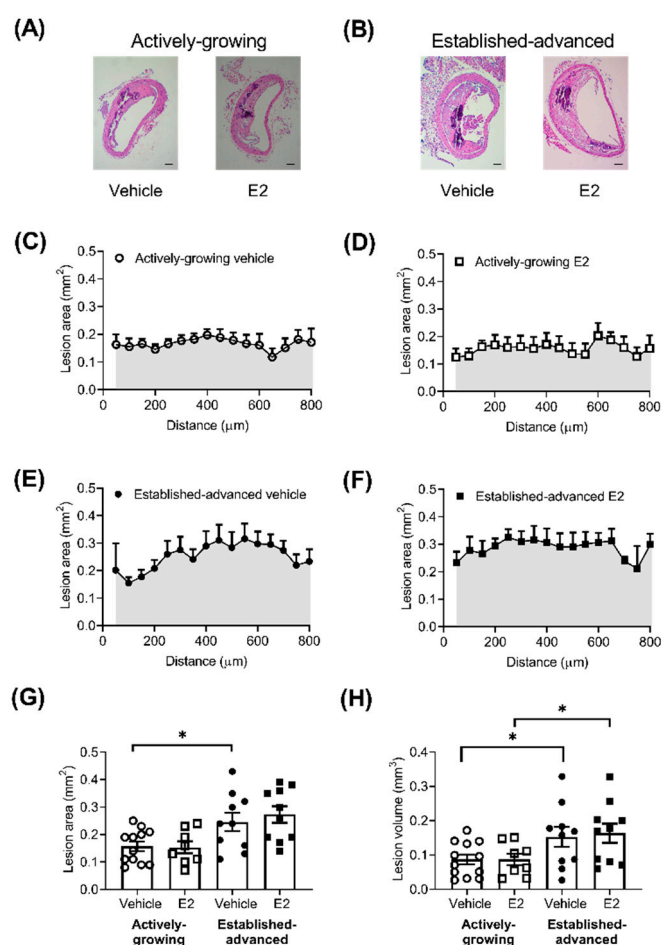 (A)
Actively-growing
Vehicle
E2
(B)
Established-advanced
Vehicle
E2
(C)
Lesion area (mm²)
0.5
0.4
0.3
0.2
0.1
0.0
Actively-growing vehicle
0 200 400 600 800
Distance (μm)
(D)
Lesion area (mm²)
0.5
0.4
0.3
0.2
0.1
0.0
Actively-growing E2
0 200 400 600 800
Distance (μm)
(E)
Lesion area (mm²)
0.5
0.4
0.3
0.2
0.1
0.0
Established-advanced vehicle
0 200 400 600 800
Distance (μm)
(F)
Lesion area (mm²)
0.5
0.4
0.3
0.2
0.1
0.0
Established-advanced E2
0 200 400 600 800
Distance (μm)
(G)
*
Lesion area (mm²)
0.5
0.4
0.3
0.2
0.1
0.0
Vehicle E2 Vehicle E2
Actively-growing
Established-advanced
(H)
*
*
Lesion volume (mm³)
0.4
0.3
0.2
0.1
0.0
Vehicle E2 Vehicle E2
Actively-growing
Established-advanced